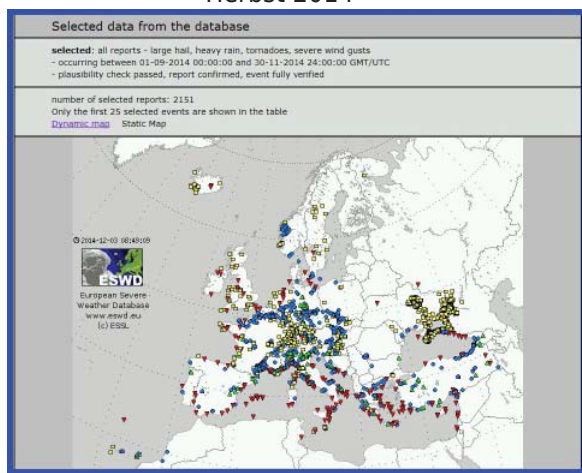 Selected data from the database
selected: all reports - large hail, heavy rain, tornadoes, severe wind gusts
- occurring between 01-09-2014 00:00:00 and 30-11-2014 24:00:00 GMT/UTC
- plausibility check passed, report confirmed, event fully verified
number of selected reports: 2151
Only the first 25 selected events are shown in the table
Dynamic map Static Map
2014-12-03 08:49:09
ESWD
European Severe
Weather Database
www.eswd.eu
(c) ESSL